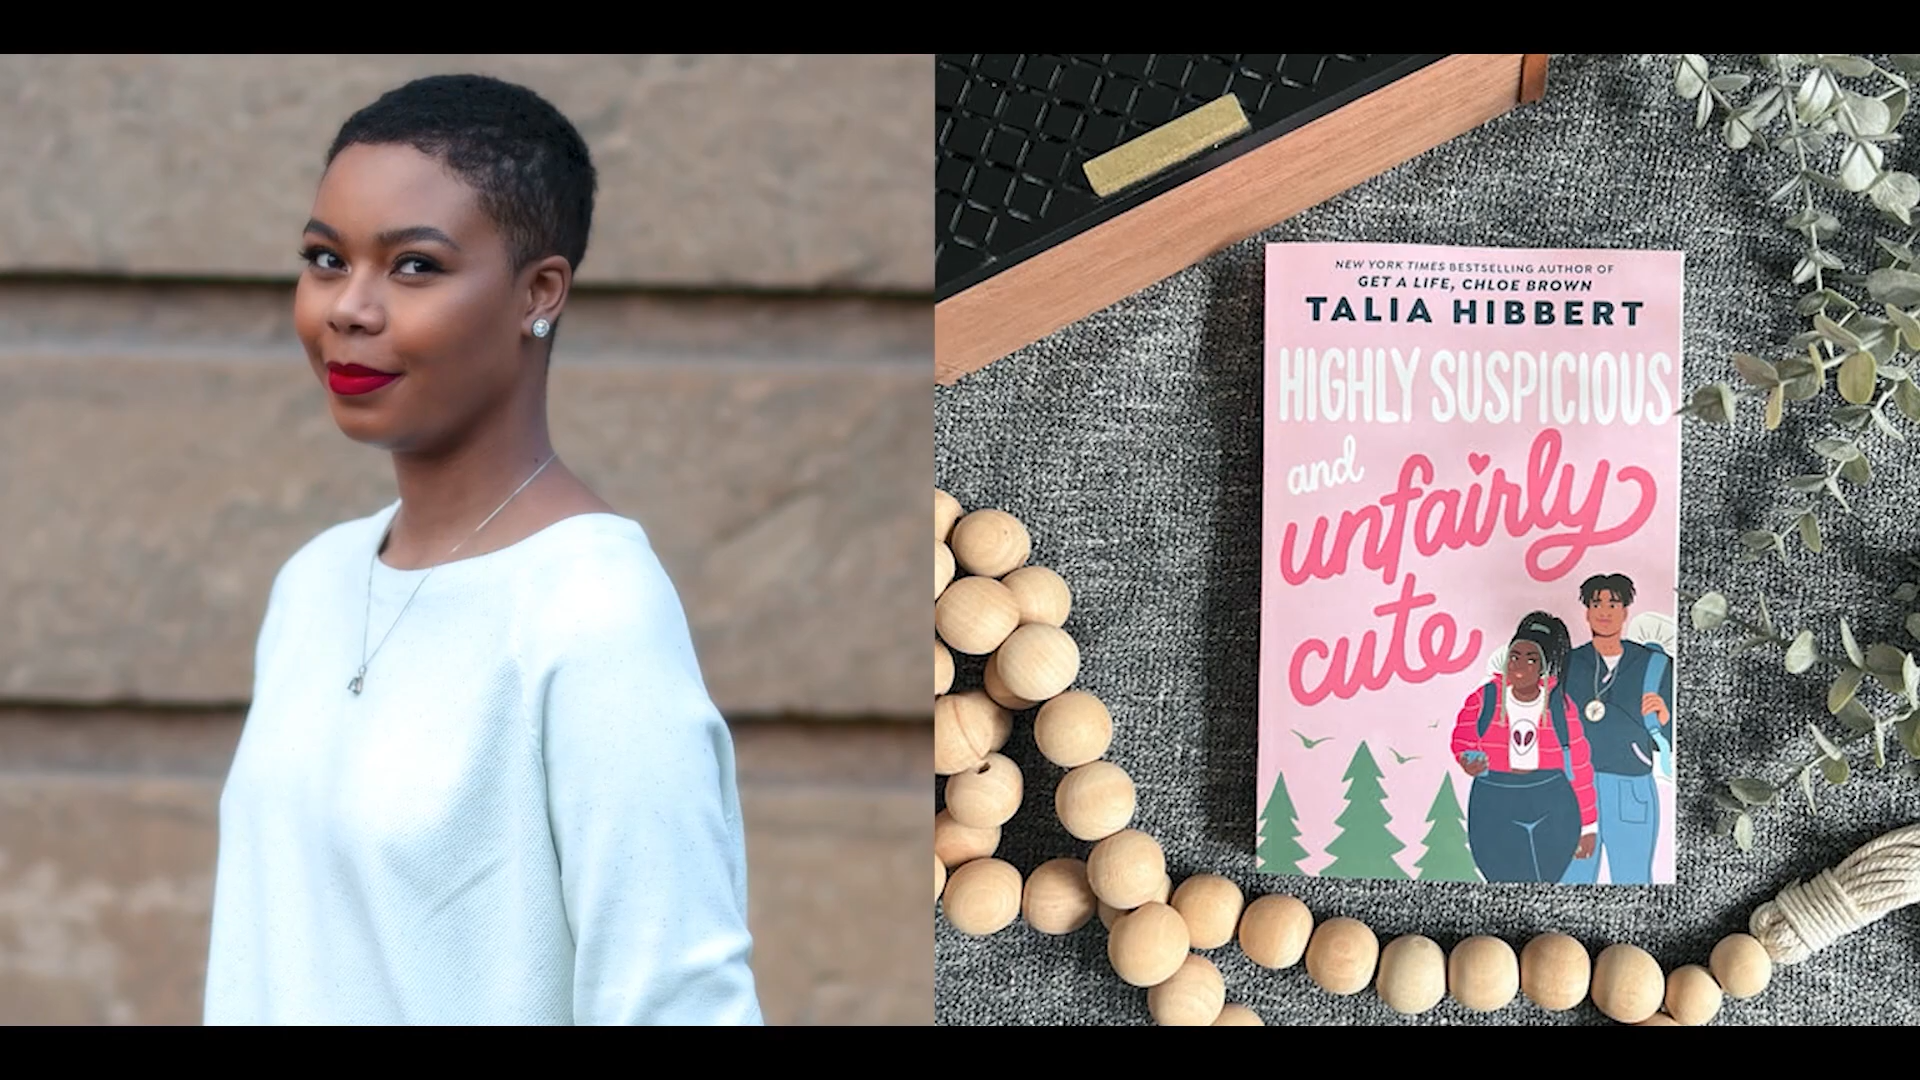 NEW YORK TIMES BESTSELLING AUTHOR OF
GET A LIFE, CHLOE BROWN
TALIA HIBBERT
HIGHLY SUSPICIOUS
and
unfairly
cute